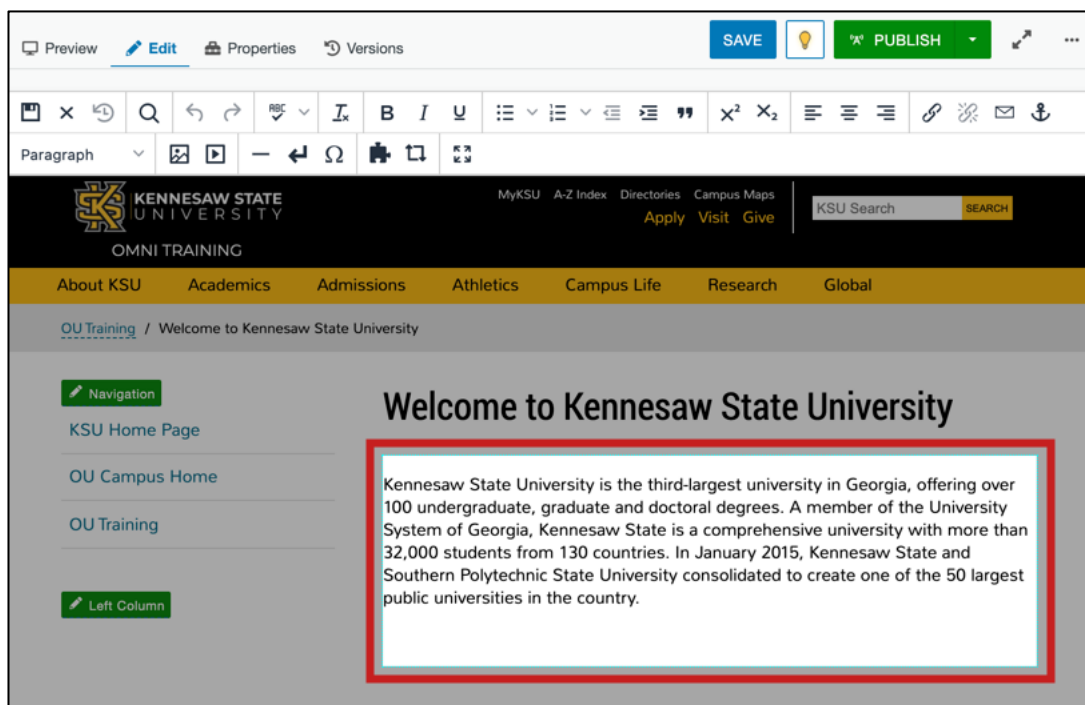 Preview Edit Properties Versions SAVE PUBLISH
ABC
B I U X² X₂
Paragraph Ω
KENNESAW STATE
UNIVERSITY
OMNI TRAINING
MyKSU A-Z Index Directories Campus Maps
Apply Visit Give
KSU Search SEARCH
About KSU Academics Admissions Athletics Campus Life Research Global
OU Training / Welcome to Kennesaw State University
Navigation
KSU Home Page
OU Campus Home
OU Training
Left Column
Welcome to Kennesaw State University
Kennesaw State University is the third-largest university in Georgia, offering over
100 undergraduate, graduate and doctoral degrees. A member of the University
System of Georgia, Kennesaw State is a comprehensive university with more than
32,000 students from 130 countries. In January 2015, Kennesaw State and
Southern Polytechnic State University consolidated to create one of the 50 largest
public universities in the country.